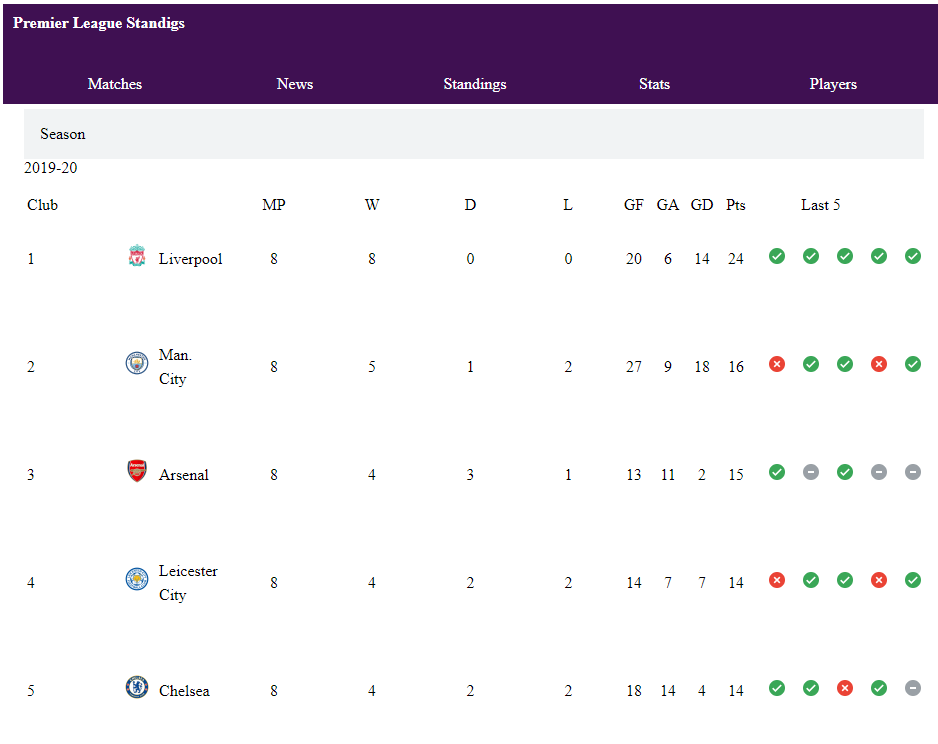 Premier League Standigs
Matches News Standings Stats Players
Season
2019-20
Club MP W D L GF GA GD Pts Last 5
1 Liverpool 8 8 0 0 20 6 14 24
2 Man. City 8 5 1 2 27 9 18 16
3 Arsenal 8 4 3 1 13 11 2 15
4 Leicester City 8 4 2 2 14 7 7 14
5 Chelsea 8 4 2 2 18 14 4 14